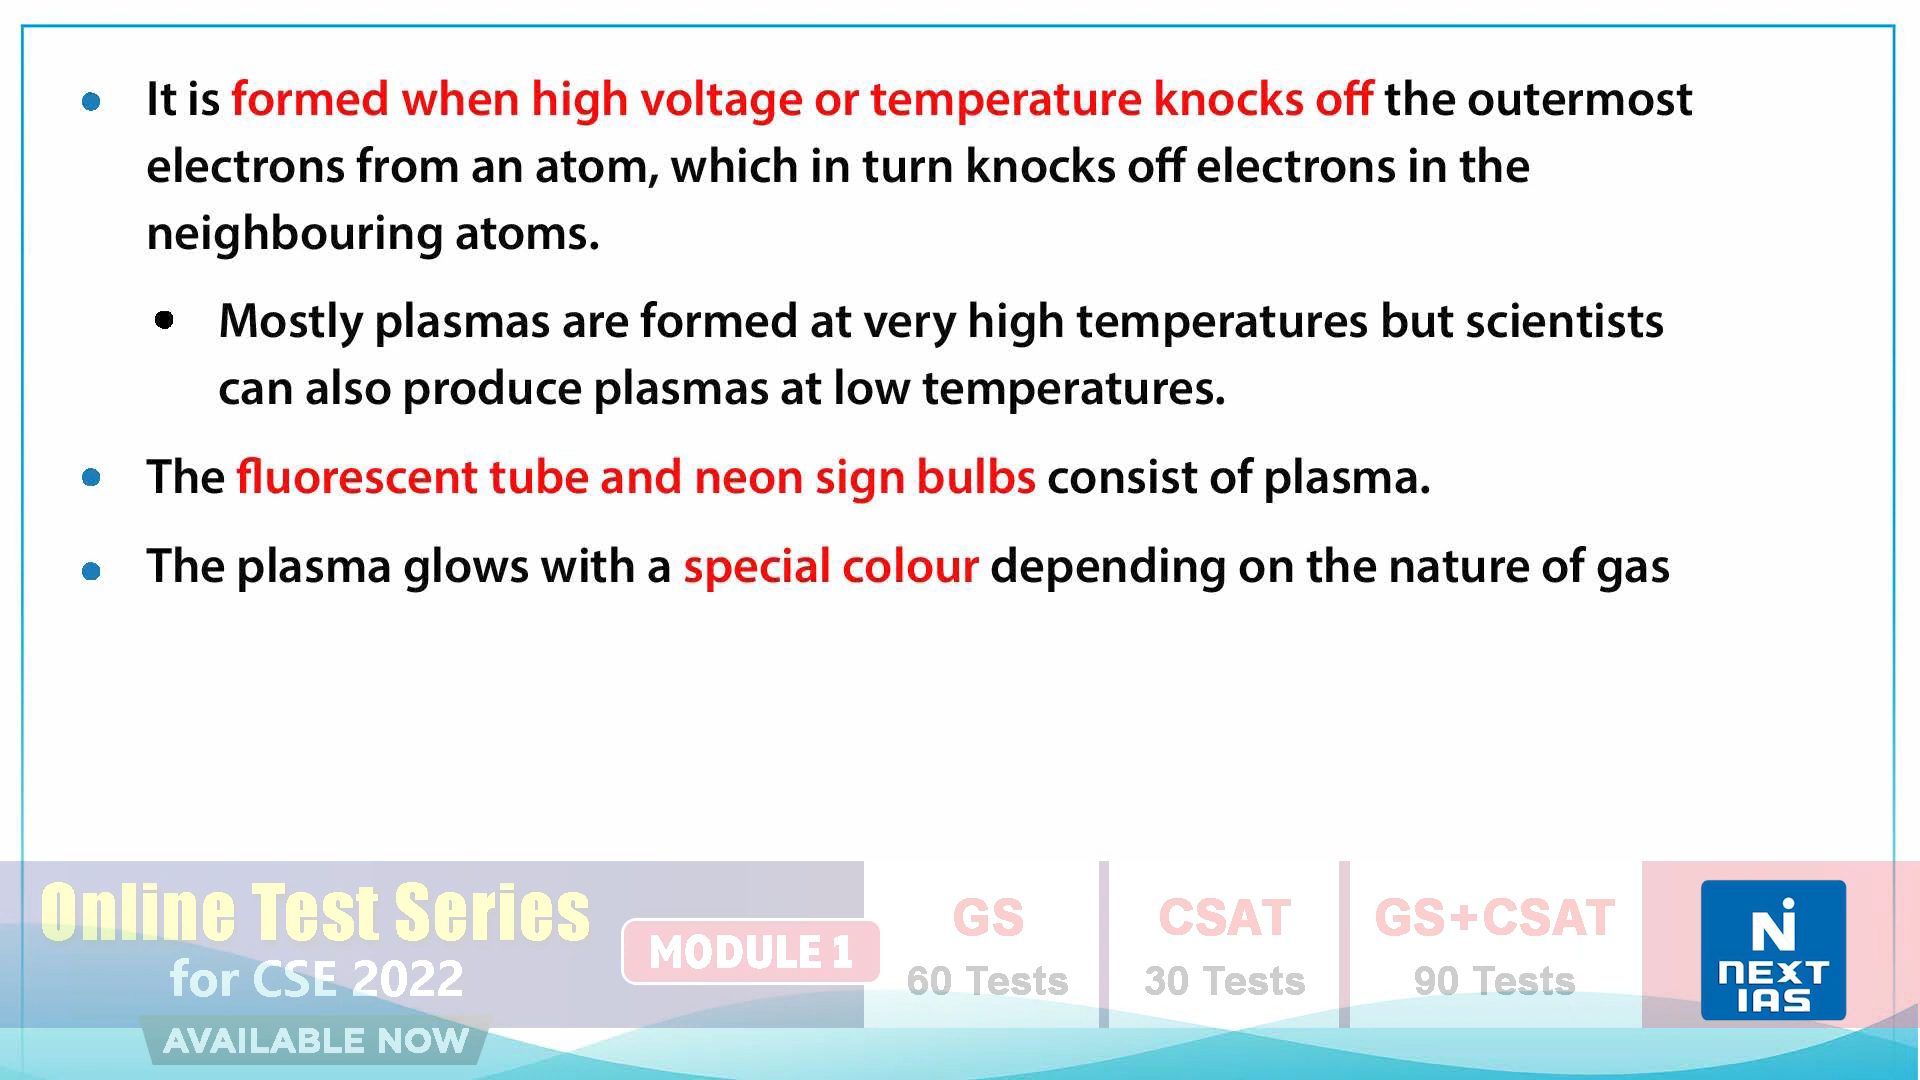 It is formed when high voltage or temperature knocks off the outermost
electrons from an atom, which in turn knocks off electrons in the
neighbouring atoms.
Mostly plasmas are formed at very high temperatures but scientists
can also produce plasmas at low temperatures.
The fluorescent tube and neon sign bulbs consist of plasma.
The plasma glows with a special colour depending on the nature of gas
Online Test Series
for CSE 2022
AVAILABLE NOW
MODULE 1
GS
60 Tests
CSAT
30 Tests
GS+CSAT
90 Tests
NEXT
IAS